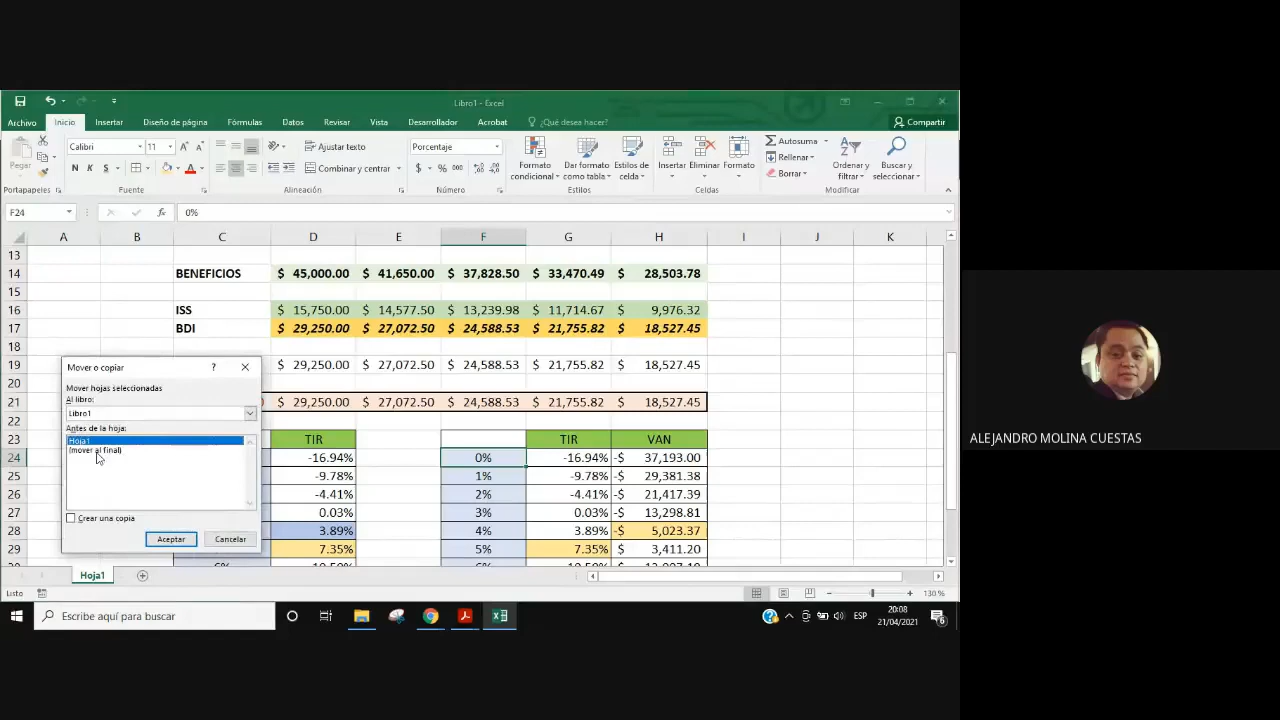 Libro1 - Excel
Archivo Inicio Insertar Diseño de página Fórmulas Datos Revisar Vista Desarrollador Acrobat ¿Qué desea hacer? Compartir
Pegar Calibri 11 Ajustar texto Porcentaje Autosuma
N K S Combinar y centrar $ % 000 Formato condicional Dar formato como tabla Estilos de celda Insertar Eliminar Formato Rellenar Borrar Ordenar y filtrar Buscar y seleccionar
Portapapeles Fuente Alineación Número Estilos Celdas Modificar
F24 fx 0%
A B C D E F G H I J K
13
14 BENEFICIOS $ 45,000.00 $ 41,650.00 $ 37,828.50 $ 33,470.49 $ 28,503.78
15
16 ISS $ 15,750.00 $ 14,577.50 $ 13,239.98 $ 11,714.67 $ 9,976.32
17 BDI $ 29,250.00 $ 27,072.50 $ 24,588.53 $ 21,755.82 $ 18,527.45
18
19 $ 29,250.00 $ 27,072.50 $ 24,588.53 $ 21,755.82 $ 18,527.45
20
21 $ 29,250.00 $ 27,072.50 $ 24,588.53 $ 21,755.82 $ 18,527.45
22
23 TIR TIR VAN
24 -16.94% 0% -16.94% -$ 37,193.00
25 -9.78% 1% -9.78% -$ 29,381.38
26 -4.41% 2% -4.41% -$ 21,417.39
27 0.03% 3% 0.03% -$ 13,298.81
28 3.89% 4% 3.89% -$ 5,023.37
29 7.35% 5% 7.35% $ 3,411.20
Mover o copiar ? ×
Mover hojas seleccionadas
Al libro:
Libro1
Antes de la hoja:
Hoja1
(mover al final)
Crear una copia
Aceptar Cancelar
Hoja1
Listo 130 %
Escribe aquí para buscar ESP 20:08
21/04/2021 6
ALEJANDRO MOLINA CUESTAS